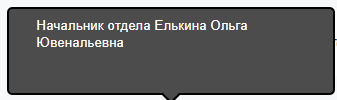 Начальник отдела Елькина Ольга
Ювенальевна